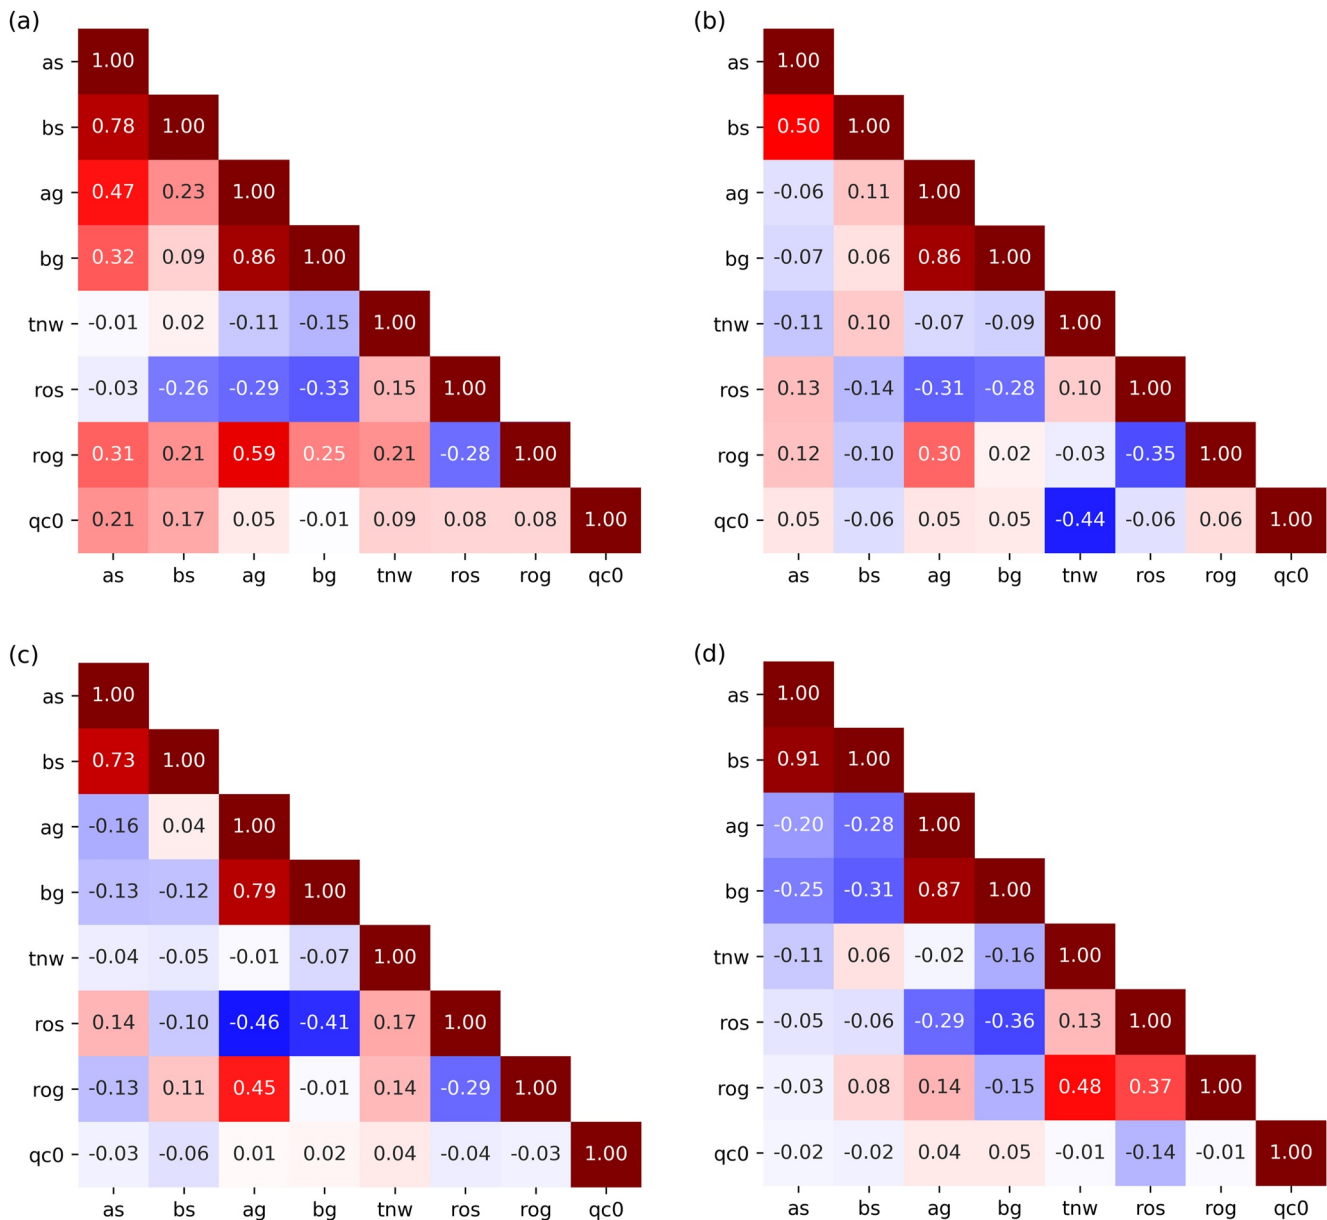 (a)
as 1.00
bs 0.78 1.00
ag 0.47 0.23 1.00
bg 0.32 0.09 0.86 1.00
tnw -0.01 0.02 -0.11 -0.15 1.00
ros -0.03 -0.26 -0.29 -0.33 0.15 1.00
rog 0.31 0.21 0.59 0.25 0.21 -0.28 1.00
qc0 0.21 0.17 0.05 -0.01 0.09 0.08 0.08 1.00
as bs ag bg tnw ros rog qc0
(b)
as 1.00
bs 0.50 1.00
ag -0.06 0.11 1.00
bg -0.07 0.06 0.86 1.00
tnw -0.11 0.10 -0.07 -0.09 1.00
ros 0.13 -0.14 -0.31 -0.28 0.10 1.00
rog 0.12 -0.10 0.30 0.02 -0.03 -0.35 1.00
qc0 0.05 -0.06 0.05 0.05 -0.44 -0.06 0.06 1.00
as bs ag bg tnw ros rog qc0
(c)
as 1.00
bs 0.73 1.00
ag -0.16 0.04 1.00
bg -0.13 -0.12 0.79 1.00
tnw -0.04 -0.05 -0.01 -0.07 1.00
ros 0.14 -0.10 -0.46 -0.41 0.17 1.00
rog -0.13 0.11 0.45 -0.01 0.14 -0.29 1.00
qc0 -0.03 -0.06 0.01 0.02 0.04 -0.04 -0.03 1.00
as bs ag bg tnw ros rog qc0
(d)
as 1.00
bs 0.91 1.00
ag -0.20 -0.28 1.00
bg -0.25 -0.31 0.87 1.00
tnw -0.11 0.06 -0.02 -0.16 1.00
ros -0.05 -0.06 -0.29 -0.36 0.13 1.00
rog -0.03 0.08 0.14 -0.15 0.48 0.37 1.00
qc0 -0.02 -0.02 0.04 0.05 -0.01 -0.14 -0.01 1.00
as bs ag bg tnw ros rog qc0